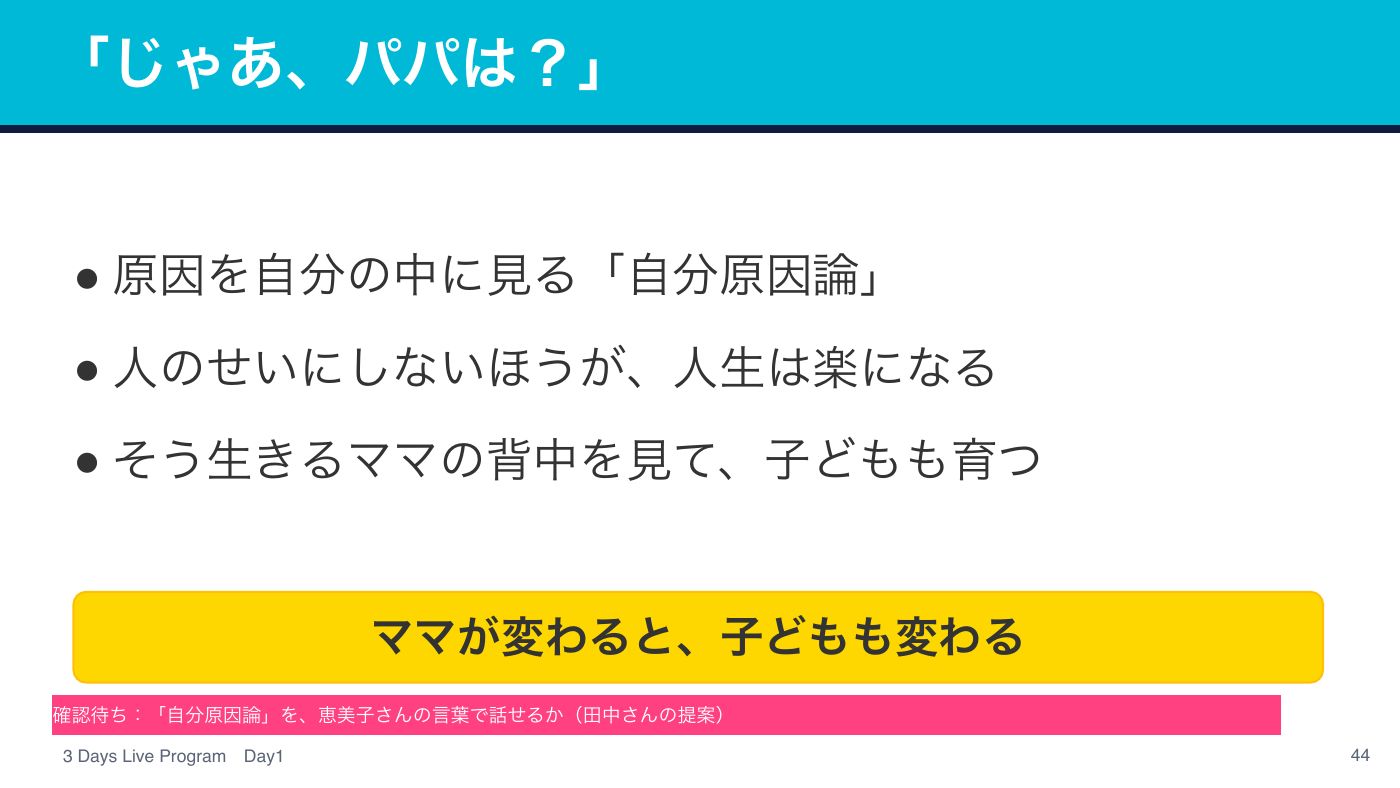 「じゃあ、パパは？」
● 原因を自分の中に見る「自分原因論」
● 人のせいにしないほうが、人生は楽になる
● そう生きるママの背中を見て、子どもも育つ
ママが変わると、子どもも変わる
確認待ち：「自分原因論」を、恵美子さんの言葉で話せるか（田中さんの提案）
3 Days Live Program　Day1
44